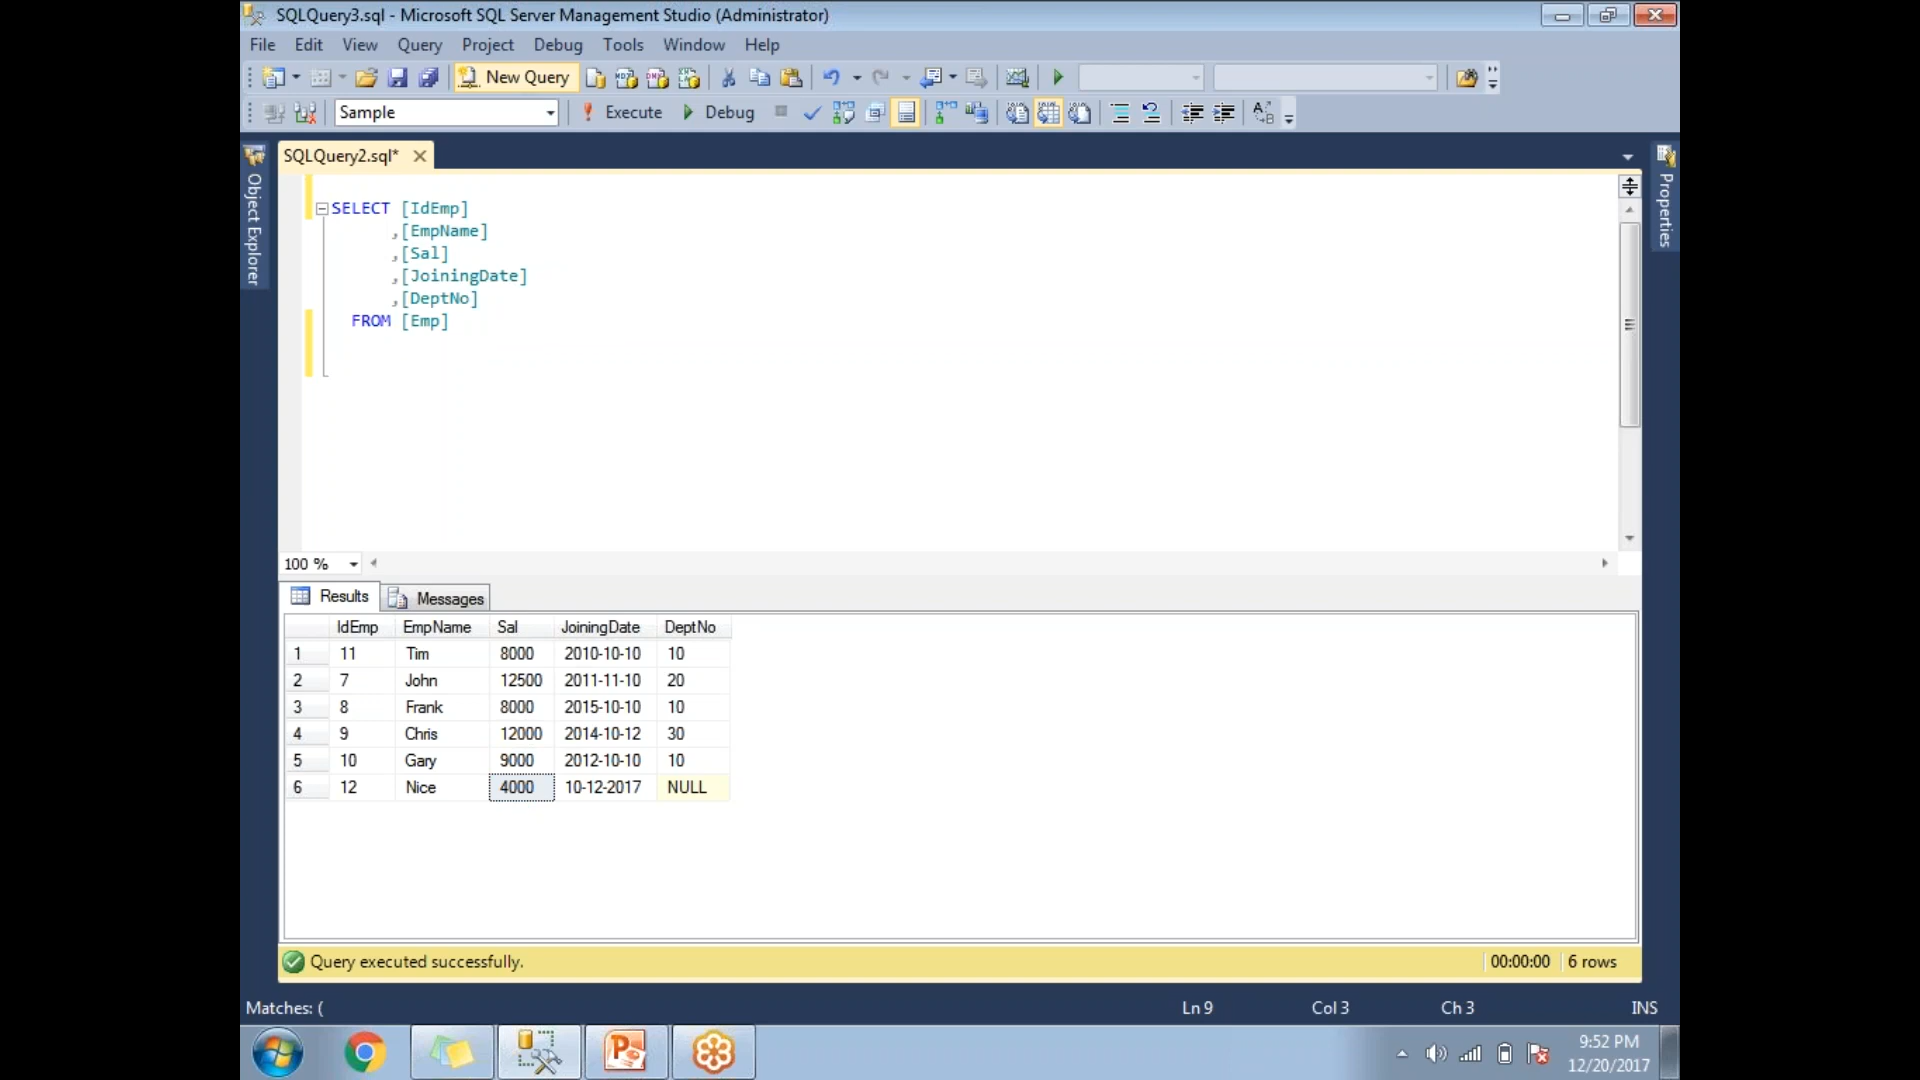 SQLQuery3.sql - Microsoft SQL Server Management Studio (Administrator)
File Edit View Query Project Debug Tools Window Help
New Query
Sample Execute Debug
SQLQuery2.sql*
Object Explorer
Properties
SELECT [IdEmp]
,[EmpName]
,[Sal]
,[JoiningDate]
,[DeptNo]
FROM [Emp]
100 %
Results Messages
IdEmp EmpName Sal JoiningDate DeptNo
1 11 Tim 8000 2010-10-10 10
2 7 John 12500 2011-11-10 20
3 8 Frank 8000 2015-10-10 10
4 9 Chris 12000 2014-10-12 30
5 10 Gary 9000 2012-10-10 10
6 12 Nice 4000 10-12-2017 NULL
Query executed successfully. 00:00:00 6 rows
Matches: ( Ln 9 Col 3 Ch 3 INS
9:52 PM
12/20/2017